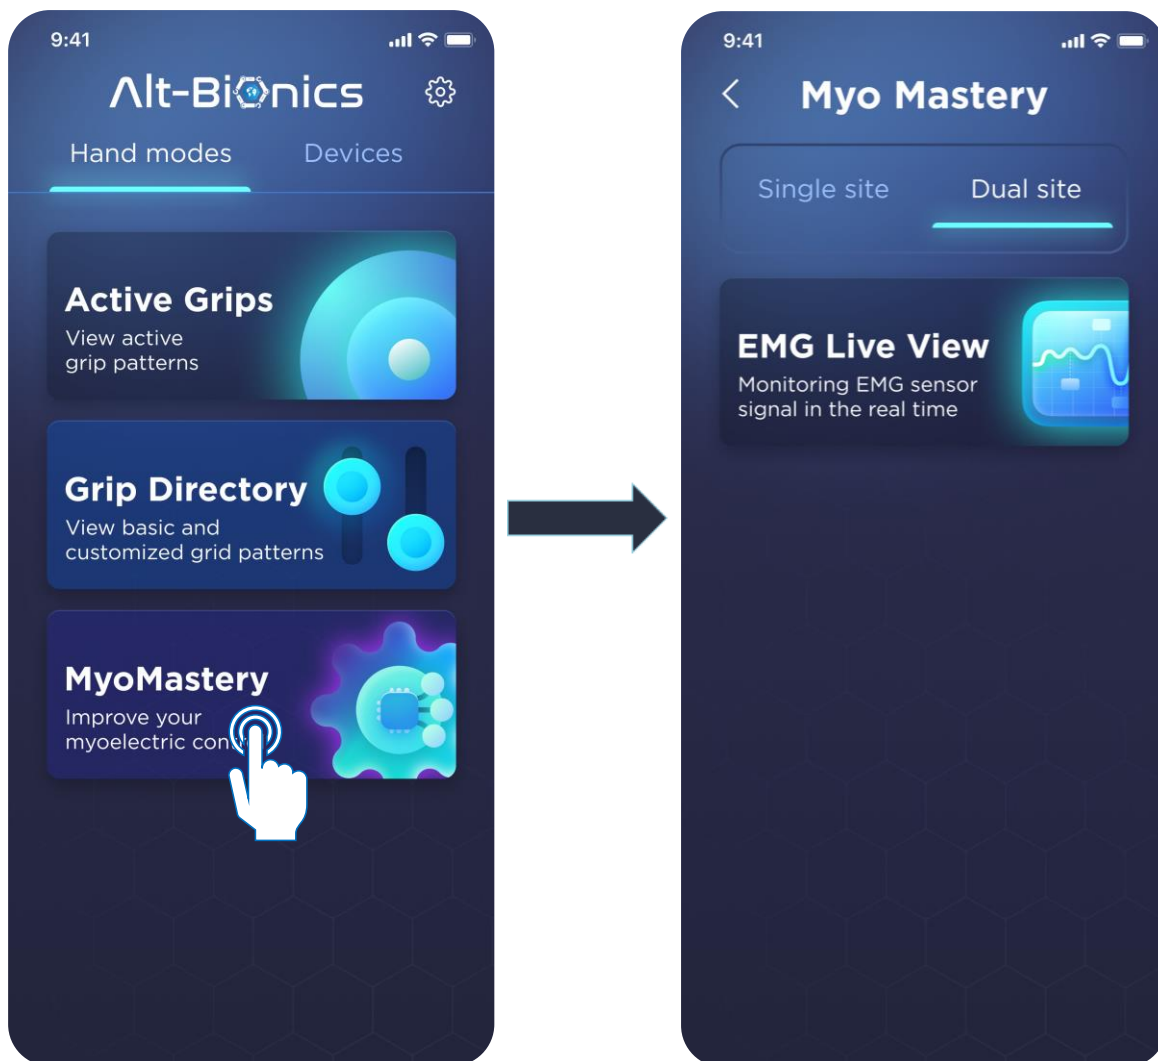 9:41
Alt-Bionics
Hand modes
Devices
Active Grips
View active
grip patterns
Grip Directory
View basic and
customized grid patterns
MyoMastery
Improve your
myoelectric con
9:41
Myo Mastery
Single site
Dual site
EMG Live View
Monitoring EMG sensor
signal in the real time